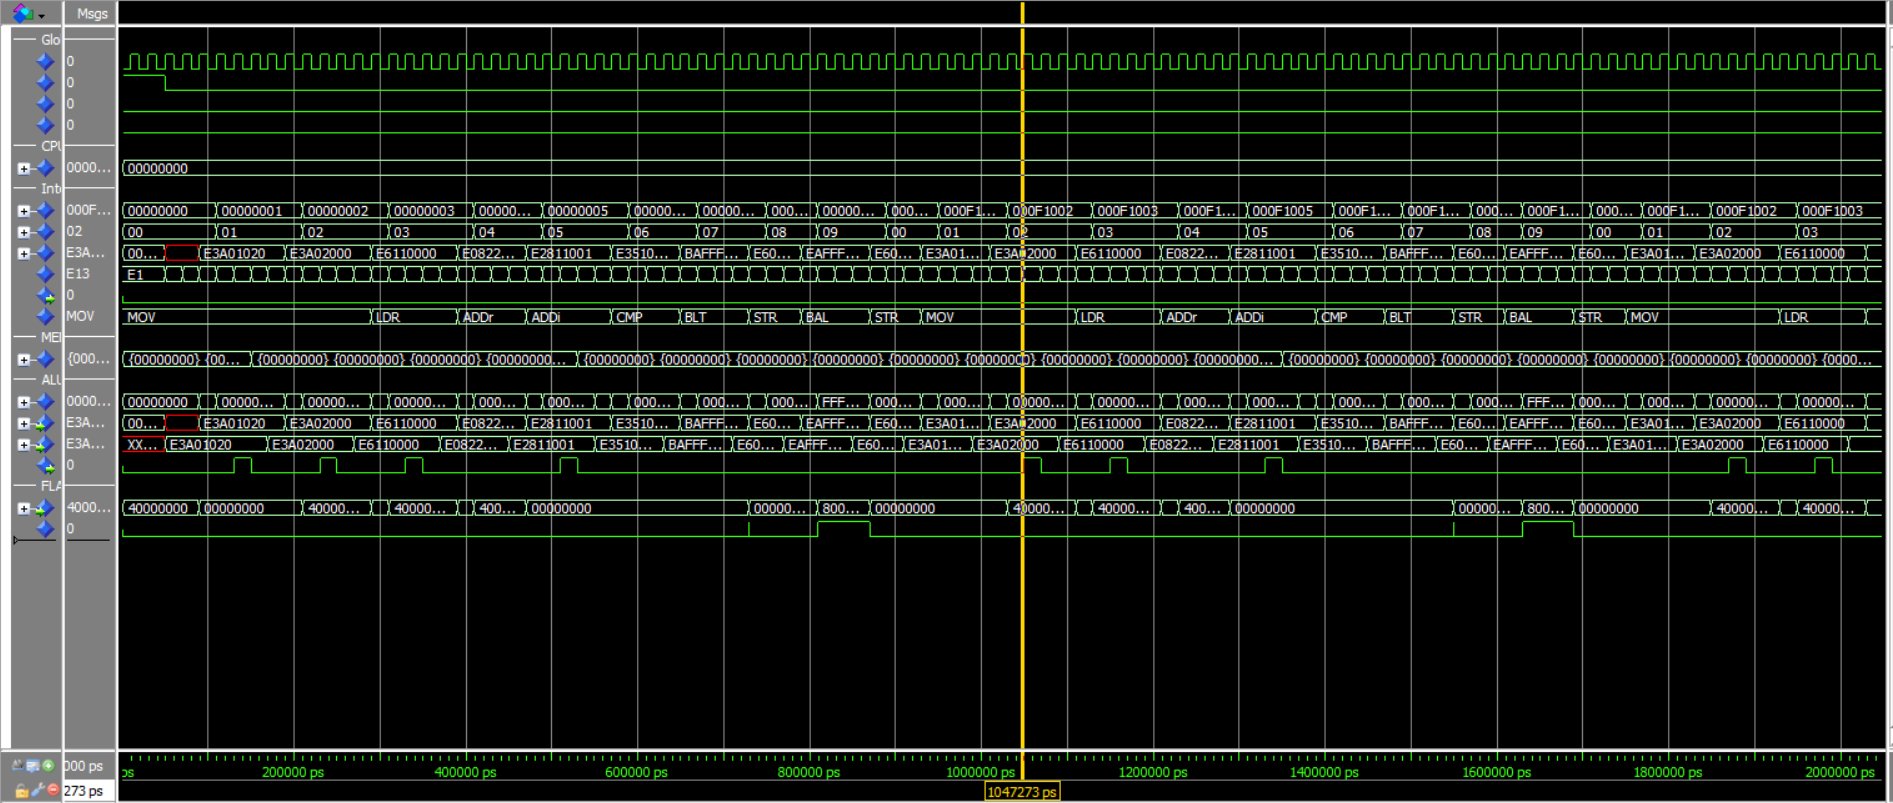 Msgs
Glo
0
0
0
0
CPU
0000... 00000000
Int
000F... 00000000 00000001 00000002 00000003 00000... 00000005 00000... 00000... 000... 00000... 000... 000F1... 000F1002 000F1003 000F1... 000F1005 000F1... 000F1... 000... 000F1... 000... 000F1... 000F1002 000F1003
02 00 01 02 03 04 05 06 07 08 09 00 01 02 03 04 05 06 07 08 09 00 01 02 03
E3A... 00... E3A01020 E3A02000 E6110000 E0822... E2811001 E3510... BAFFF... E60... EAFFF... E60... E3A01... E3A02000 E6110000 E0822... E2811001 E3510... BAFFF... E60... EAFFF... E60... E3A01... E3A02000 E6110000
E13 E1
0
MOV MOV LDR ADDr ADDi CMP BLT STR BAL STR MOV LDR ADDr ADDi CMP BLT STR BAL STR MOV LDR
{000... {00000000} {00... {00000000} {00000000} {00000000} {00000000... {00000000} {00000000} {00000000} {00000000} {00000000} {00000000} {00000000} {00000000} {00000000... {00000000} {00000000} {00000000} {00000000} {00000000} {00000000} {00000000} {0000...
ALU
0000... 00000000 00000... 00000... 00000... 000... 000... 000... 000... 000... FFF... 000... 000... 00000... 00000... 000... 000... 000... 000... 000... FFF... 000... 000... 00000... 00000...
E3A... 00... E3A01020 E3A02000 E6110000 E0822... E2811001 E3510... BAFFF... E60... EAFFF... E60... E3A01... E3A02000 E6110000 E0822... E2811001 E3510... BAFFF... E60... EAFFF... E60... E3A01... E3A02000 E6110000
E3A... XX... E3A01020 E3A02000 E6110000 E0822... E2811001 E3510... BAFFF... E60... EAFFF... E60... E3A01... E3A02000 E6110000 E0822... E2811001 E3510... BAFFF... E60... EAFFF... E60... E3A01... E3A02000 E6110000
0
FLA
4000... 40000000 00000000 40000... 40000... 400... 00000000 00000... 800... 00000000 40000... 40000... 400... 00000000 00000... 800... 00000000 40000... 40000...
0
000 ps ps 200000 ps 400000 ps 600000 ps 800000 ps 1000000 ps 1200000 ps 1400000 ps 1600000 ps 1800000 ps 2000000 ps
273 ps 1047273 ps